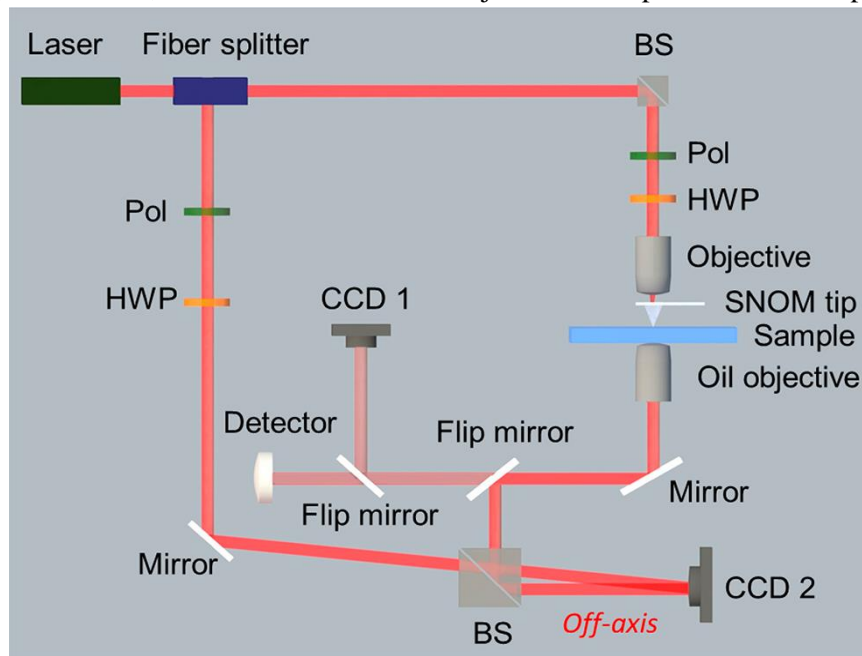 Laser
Fiber splitter
BS
Pol
HWP
Objective
SNOM tip
Sample
Oil objective
Pol
HWP
CCD 1
Detector
Flip mirror
Flip mirror
Mirror
Mirror
CCD 2
BS
Off-axis